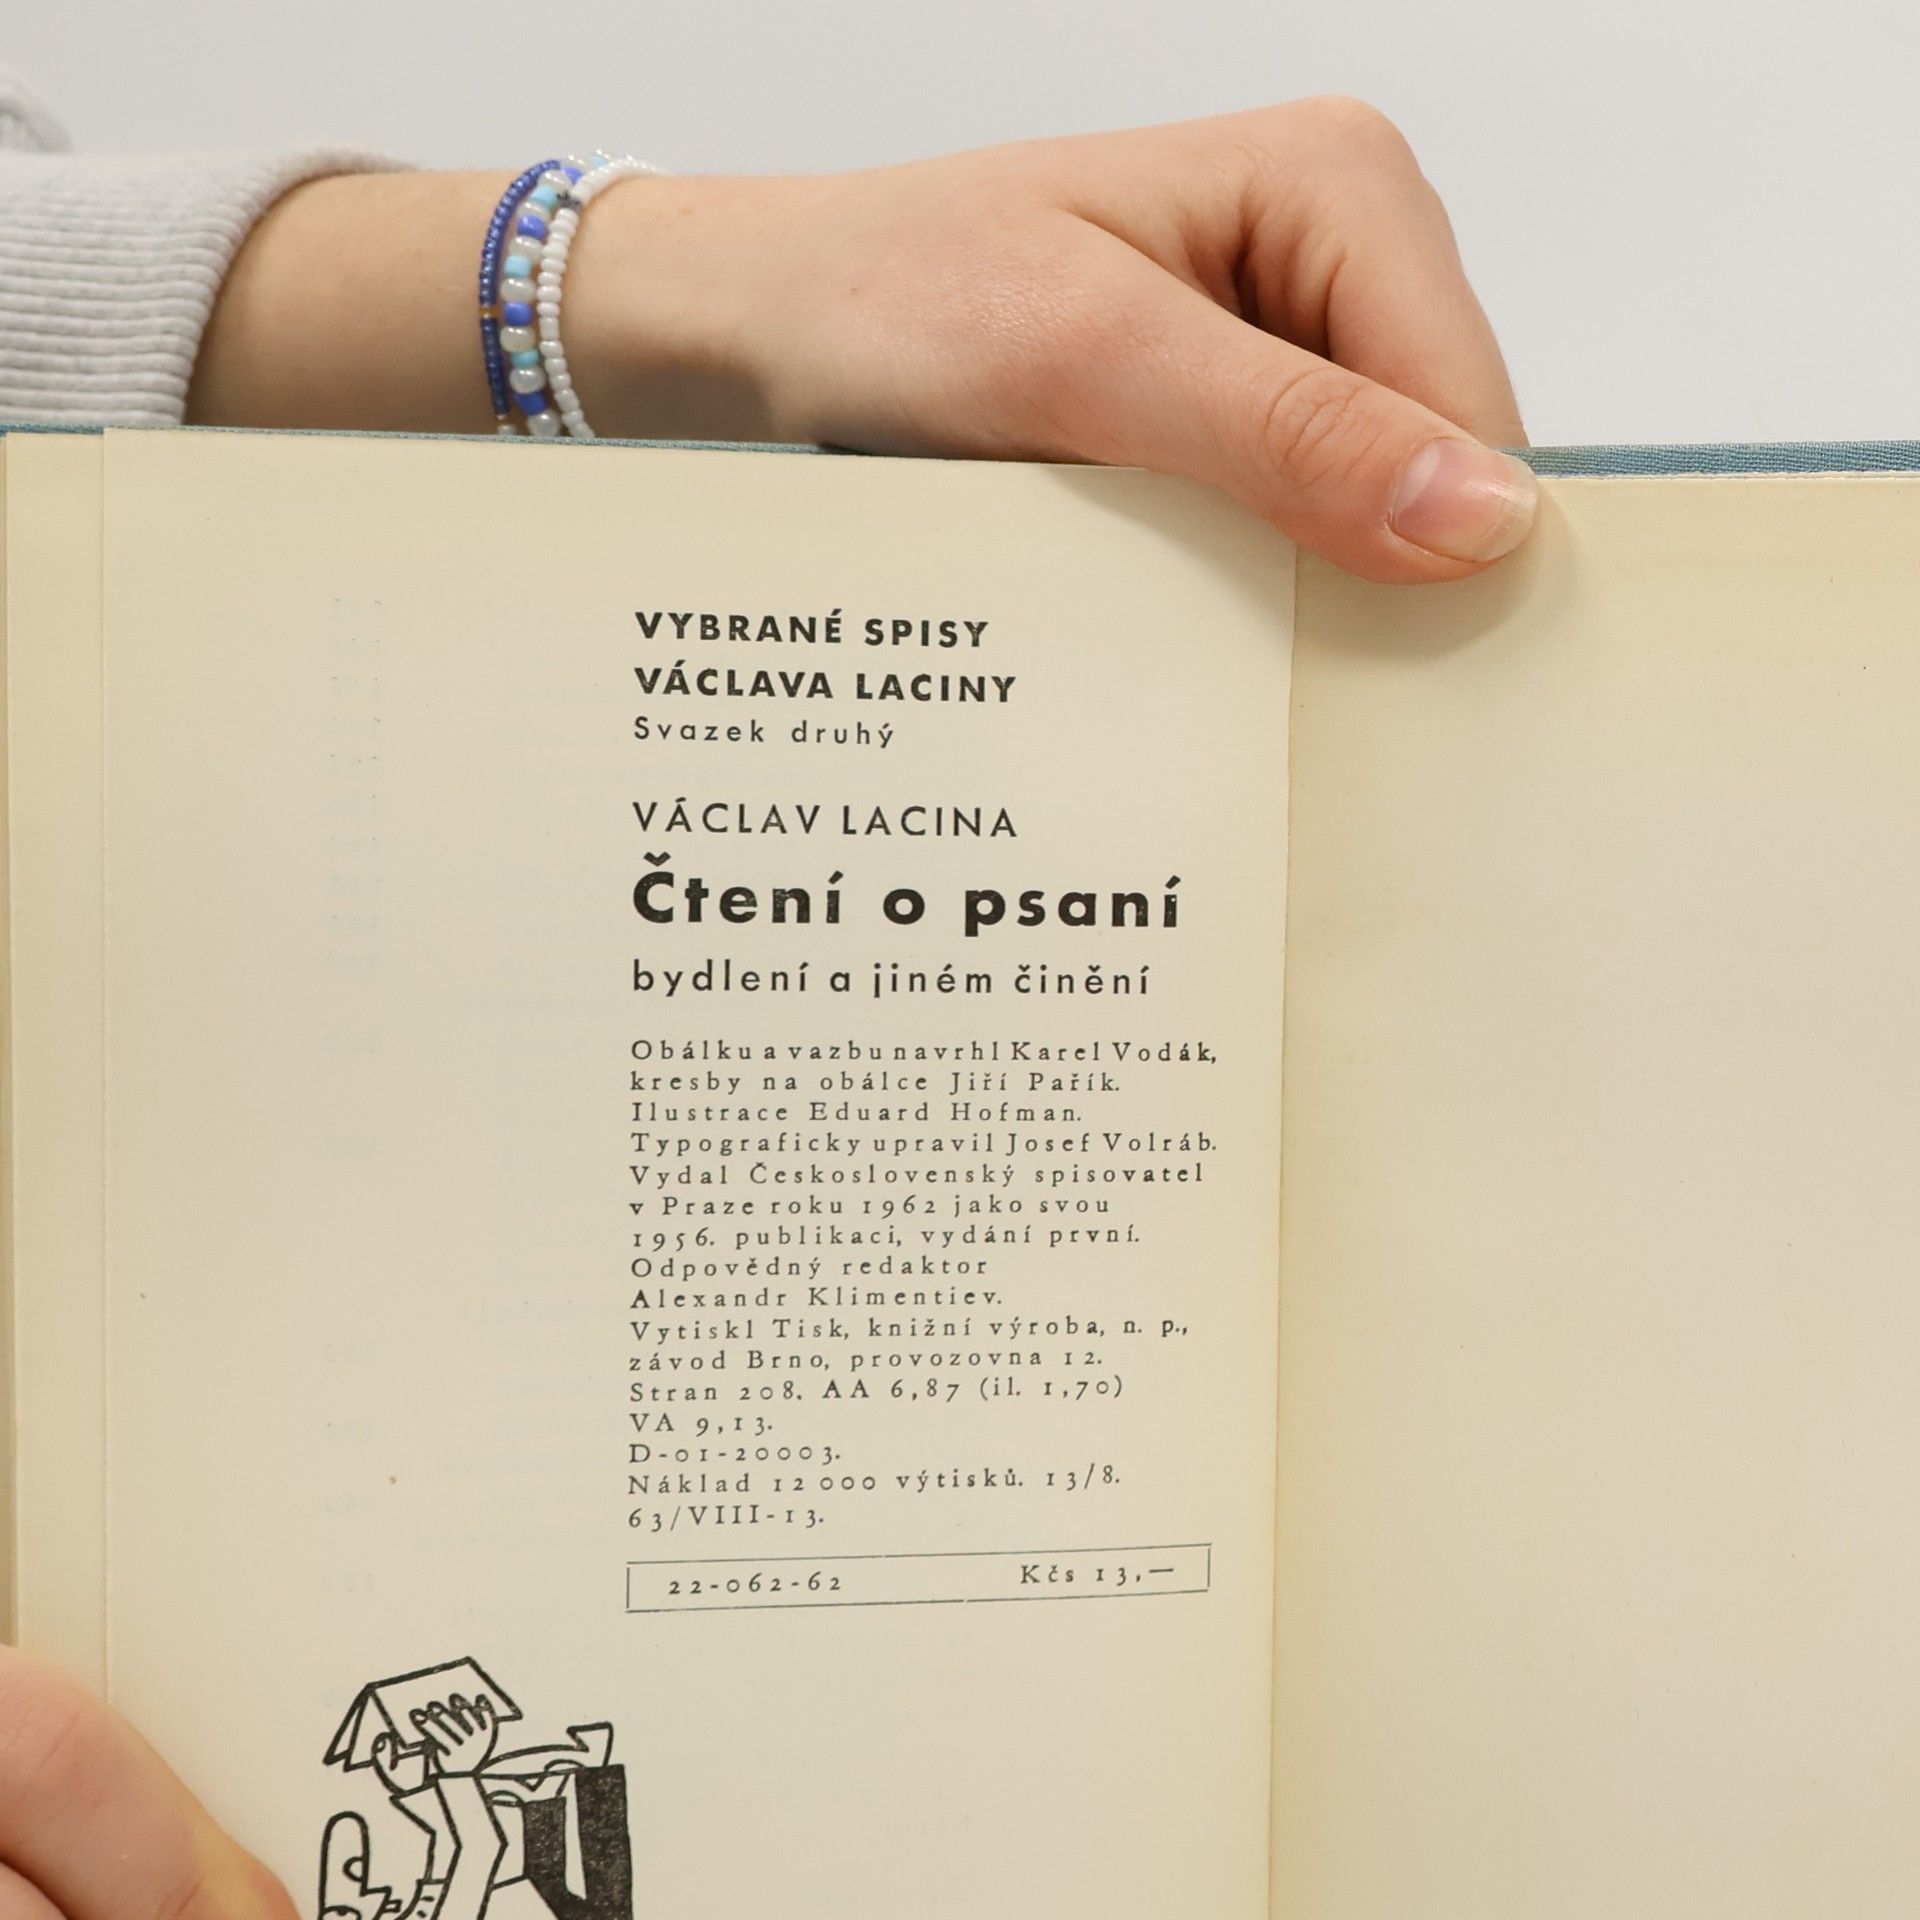 VYBRANÉ SPISY
VÁCLAVA LACINY
Svazek druhý
VÁCLAV LACINA
Čtení o psaní
bydlení a jiném činění
Obálku a vazbu navrhl Karel Vodák,
kresby na obálce Jiří Pařík.
Ilustrace Eduard Hofman.
Typograficky upravil Josef Volráb.
Vydal Československý spisovatel
v Praze roku 1962 jako svou
1956. publikaci, vydání první.
Odpovědný redaktor
Alexandr Klimentiev.
Vytiskl Tisk, knižní výroba, n. p.,
závod Brno, provozovna 12.
Stran 208. AA 6,87 (il. 1,70)
VA 9,13.
D-01-20003.
Náklad 12 000 výtisků. 13/8.
63/VIII-13.
22-062-62 Kčs 13,—